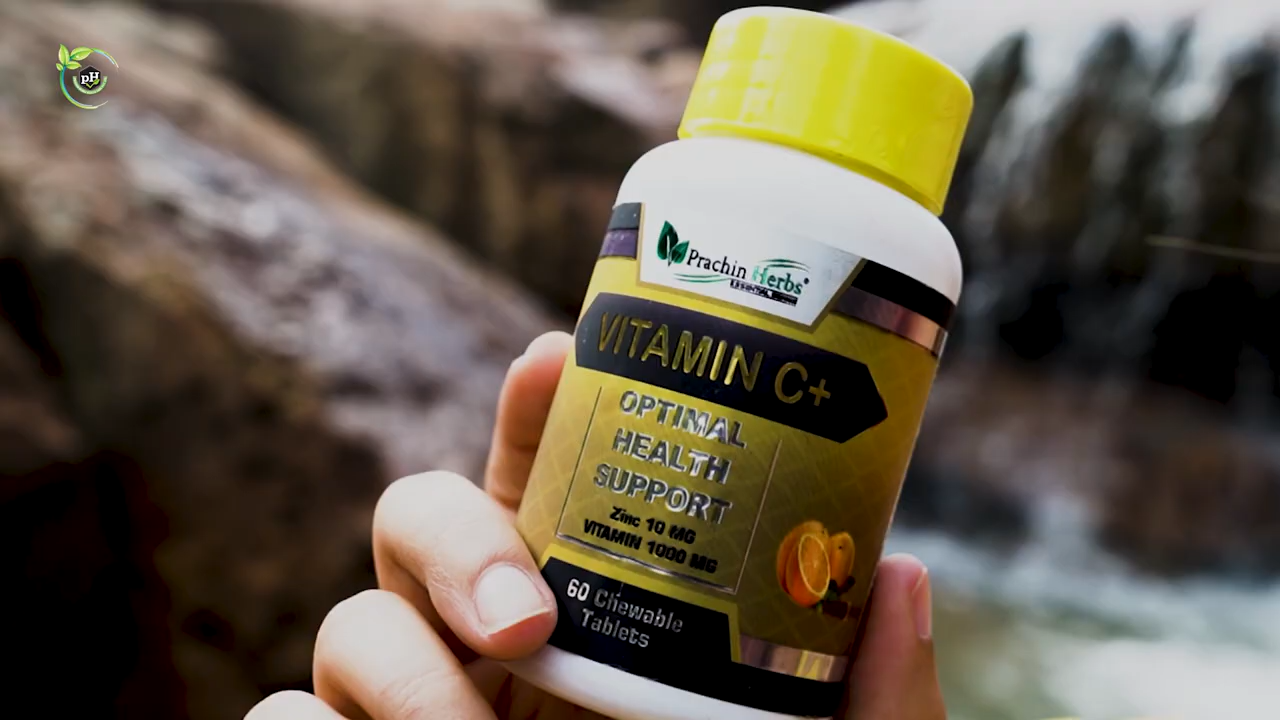 pH
Prachin Herbs®
VITAMIN C+
OPTIMAL
HEALTH
SUPPORT
Zinc 10 MG
VITAMIN 1000 MG
60 Chewable
Tablets